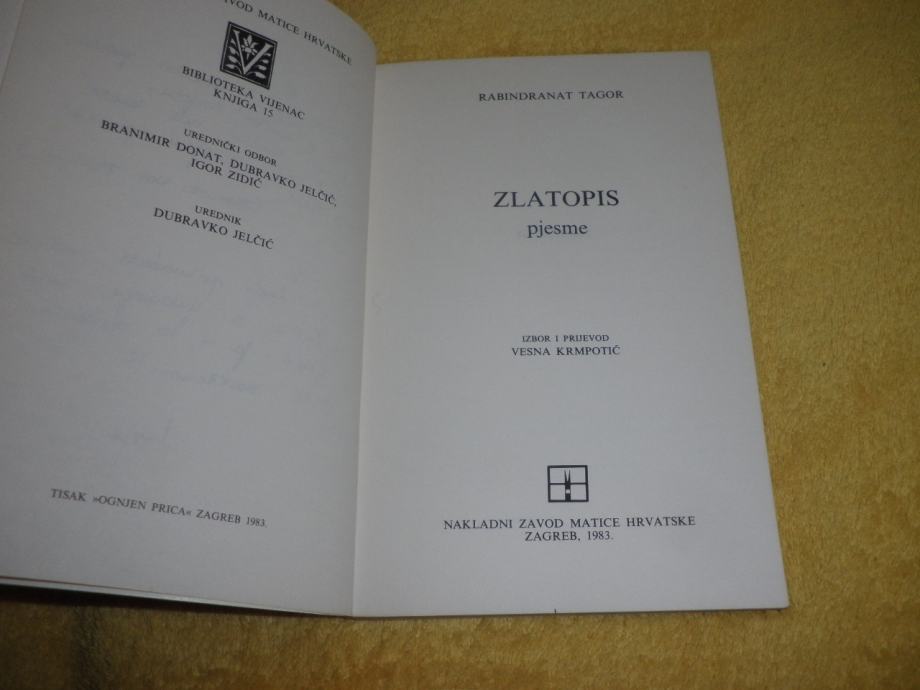 VOD MATICE HRVATSKE
V
BIBLIOTEKA VIJENAC
KNJIGA 15
UREDNIČKI ODBOR
BRANIMIR DONAT, DUBRAVKO JELČIĆ,
IGOR ZIDIĆ
UREDNIK
DUBRAVKO JELČIĆ
TISAK »OGNJEN PRICA« ZAGREB 1983.
RABINDRANAT TAGOR
ZLATOPIS
pjesme
IZBOR I PRIJEVOD
VESNA KRMPOTIĆ
NAKLADNI ZAVOD MATICE HRVATSKE
ZAGREB, 1983.